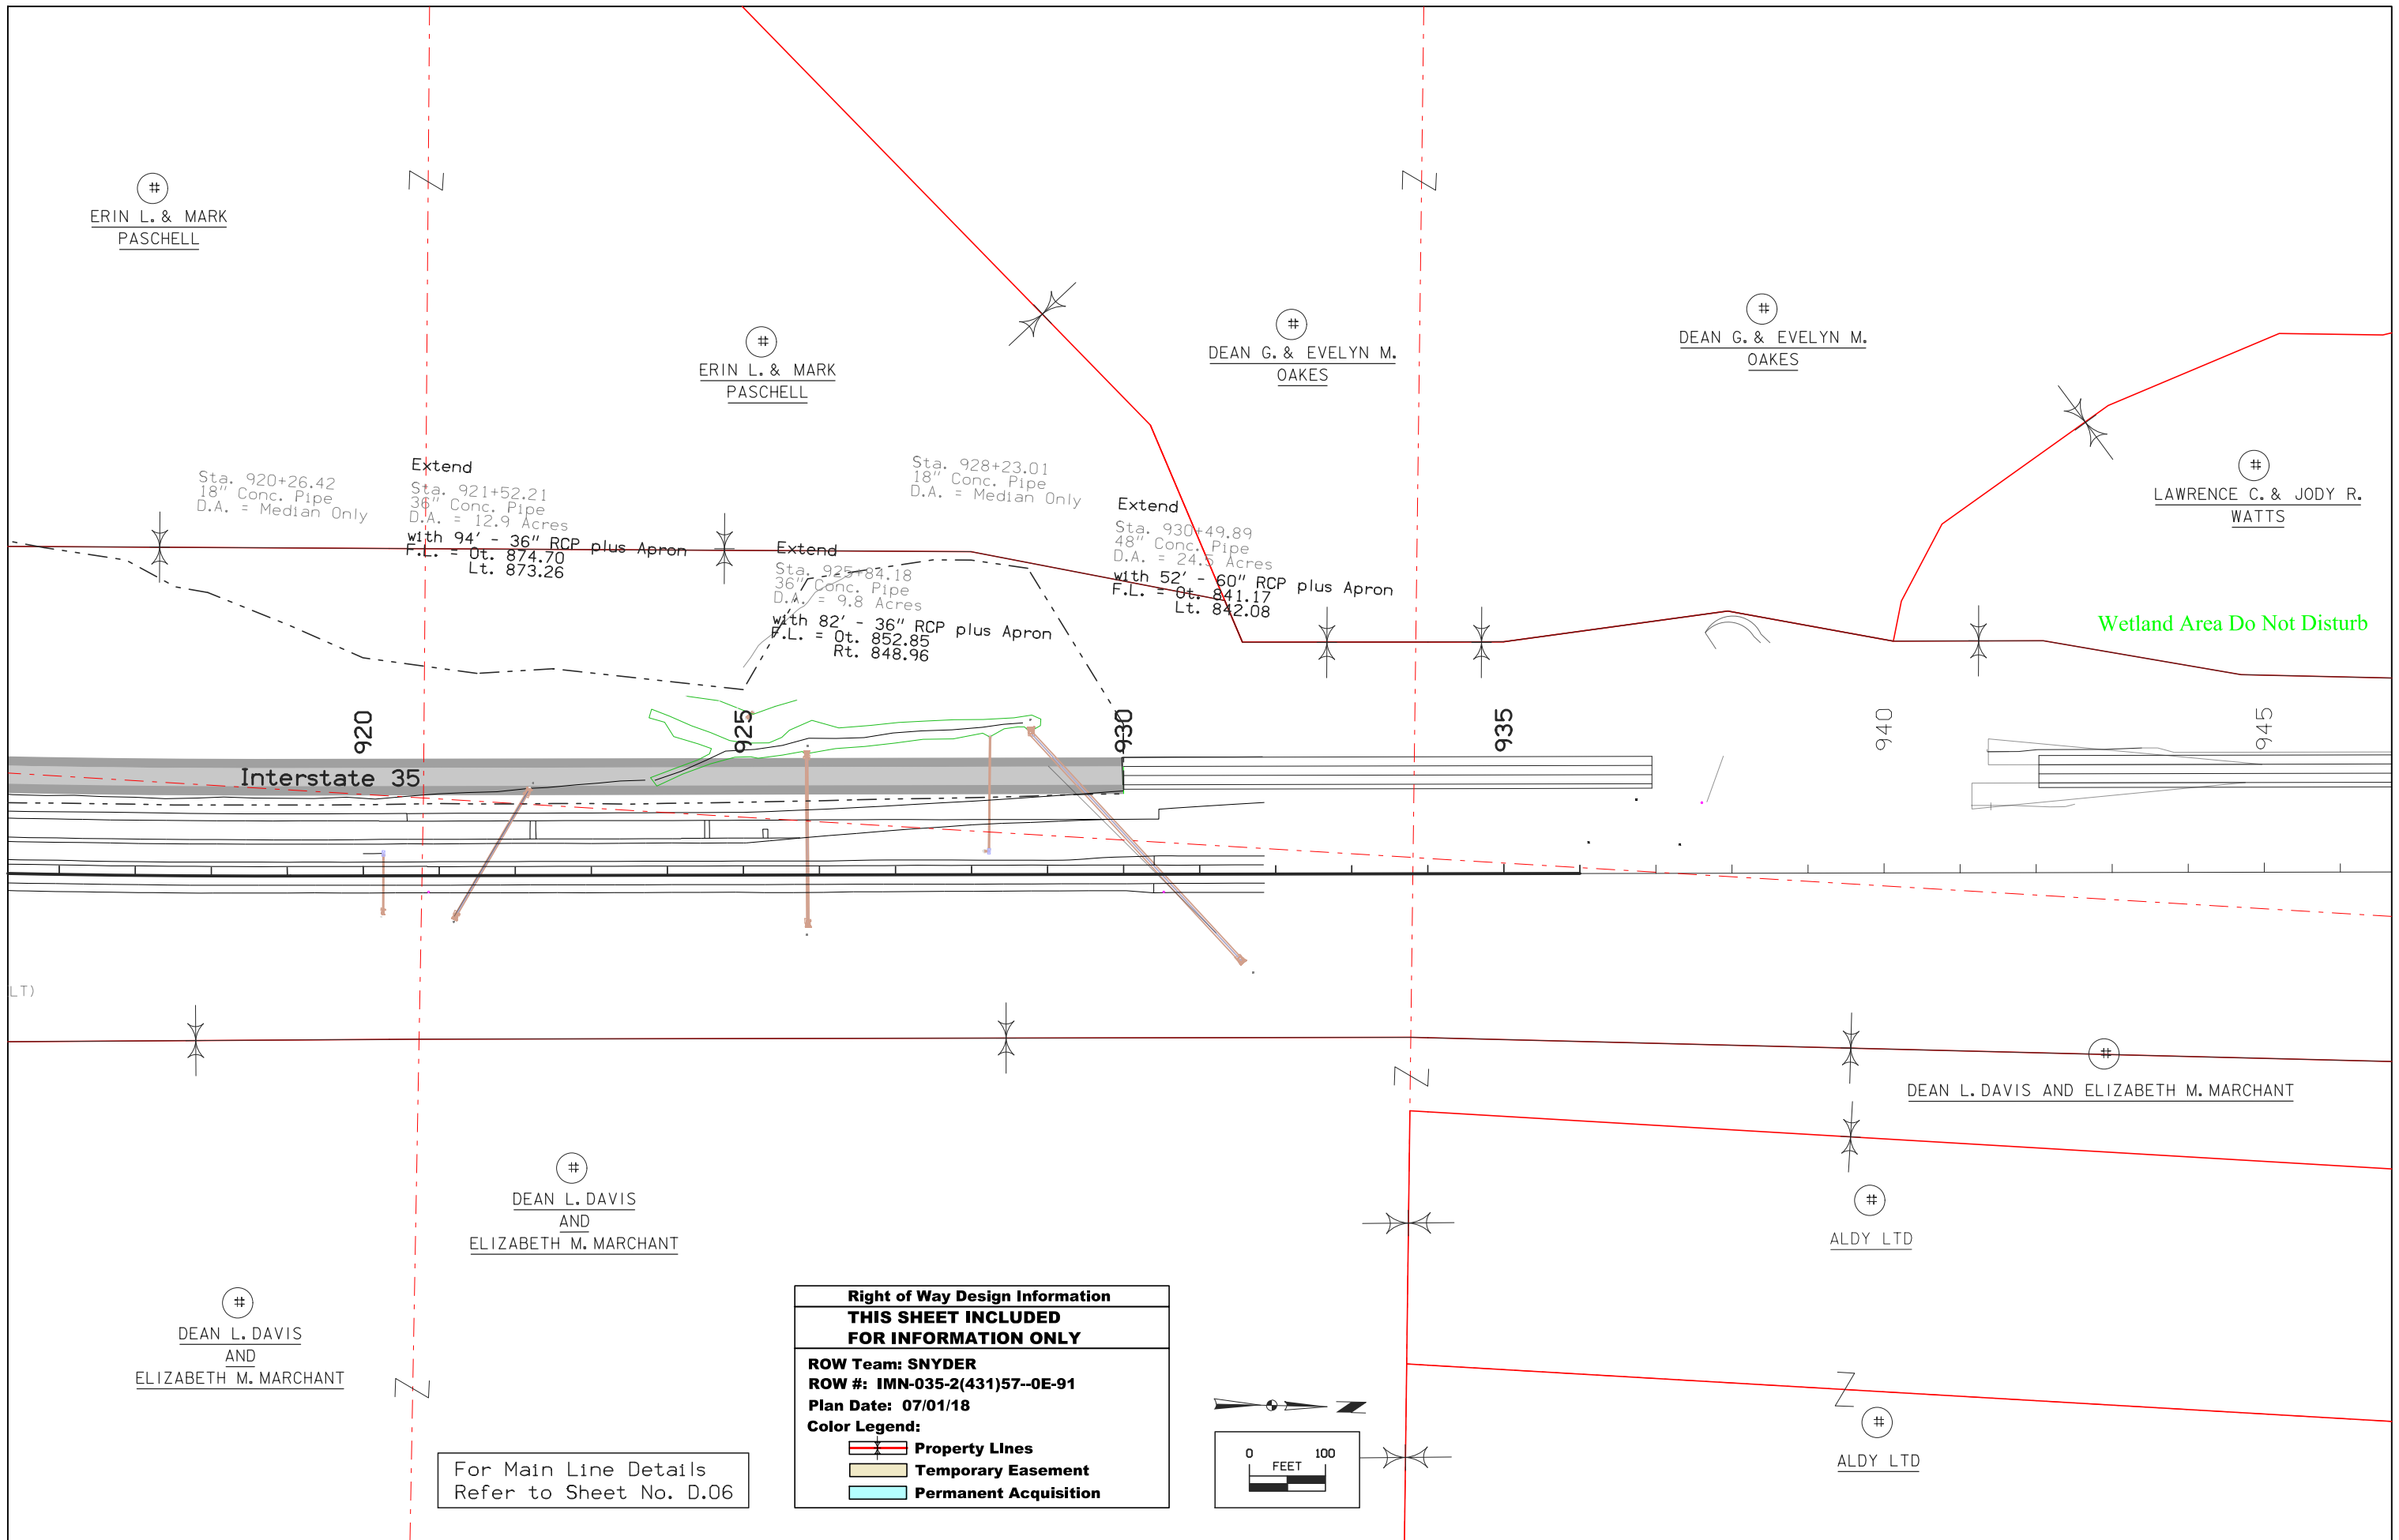 #
ERIN L. & MARK
PASCHELL
#
ERIN L. & MARK
PASCHELL
#
DEAN G. & EVELYN M.
OAKES
#
DEAN G. & EVELYN M.
OAKES
#
LAWRENCE C. & JODY R.
WATTS
Sta. 920+26.42
18" Conc. Pipe
D.A. = Median Only
Extend
Sta. 921+52.21
36" Conc. Pipe
D.A. = 12.9 Acres
with 94' - 36" RCP plus Apron
F.L. = Ot. 874.70
Lt. 873.26
Extend
Sta. 925+84.18
36" Conc. Pipe
D.A. = 9.8 Acres
with 82' - 36" RCP plus Apron
F.L. = Ot. 852.85
Rt. 848.96
Sta. 928+23.01
18" Conc. Pipe
D.A. = Median Only
Extend
Sta. 930+49.89
48" Conc. Pipe
D.A. = 24.5 Acres
with 52' - 60" RCP plus Apron
F.L. = Ot. 841.17
Lt. 842.08
Wetland Area Do Not Disturb
920
925
930
935
940
945
Interstate 35
LT)
#
DEAN L. DAVIS AND ELIZABETH M. MARCHANT
#
DEAN L. DAVIS
AND
ELIZABETH M. MARCHANT
#
ALDY LTD
#
DEAN L. DAVIS
AND
ELIZABETH M. MARCHANT
#
ALDY LTD
Right of Way Design Information
THIS SHEET INCLUDED
FOR INFORMATION ONLY
ROW Team: SNYDER
ROW #: IMN-035-2(431)57--0E-91
Plan Date: 07/01/18
Color Legend:
Property Lines
Temporary Easement
Permanent Acquisition
For Main Line Details
Refer to Sheet No. D.06
N
0 100
FEET